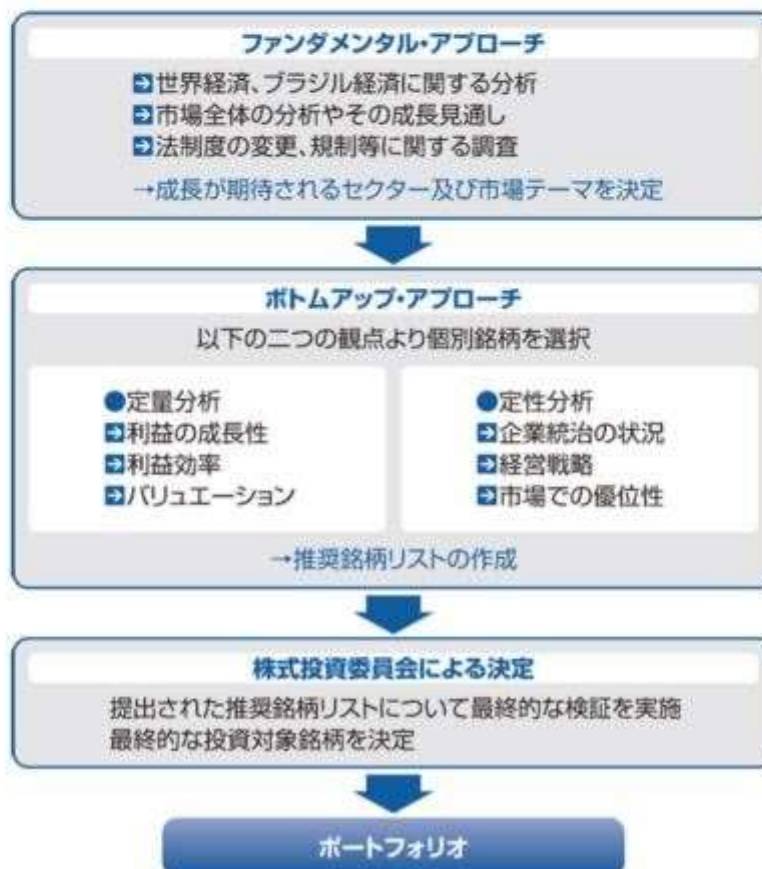 ファンダメンタル・アプローチ
➡世界経済、ブラジル経済に関する分析
➡市場全体の分析やその成長見通し
➡法制度の変更、規制等に関する調査
→成長が期待されるセクター及び市場テーマを決定
ボトムアップ・アプローチ
以下の二つの観点より個別銘柄を選択
●定量分析
➡利益の成長性
➡利益効率
➡バリュエーション
●定性分析
➡企業統治の状況
➡経営戦略
➡市場での優位性
→推奨銘柄リストの作成
株式投資委員会による決定
提出された推奨銘柄リストについて最終的な検証を実施
最終的な投資対象銘柄を決定
ポートフォリオ